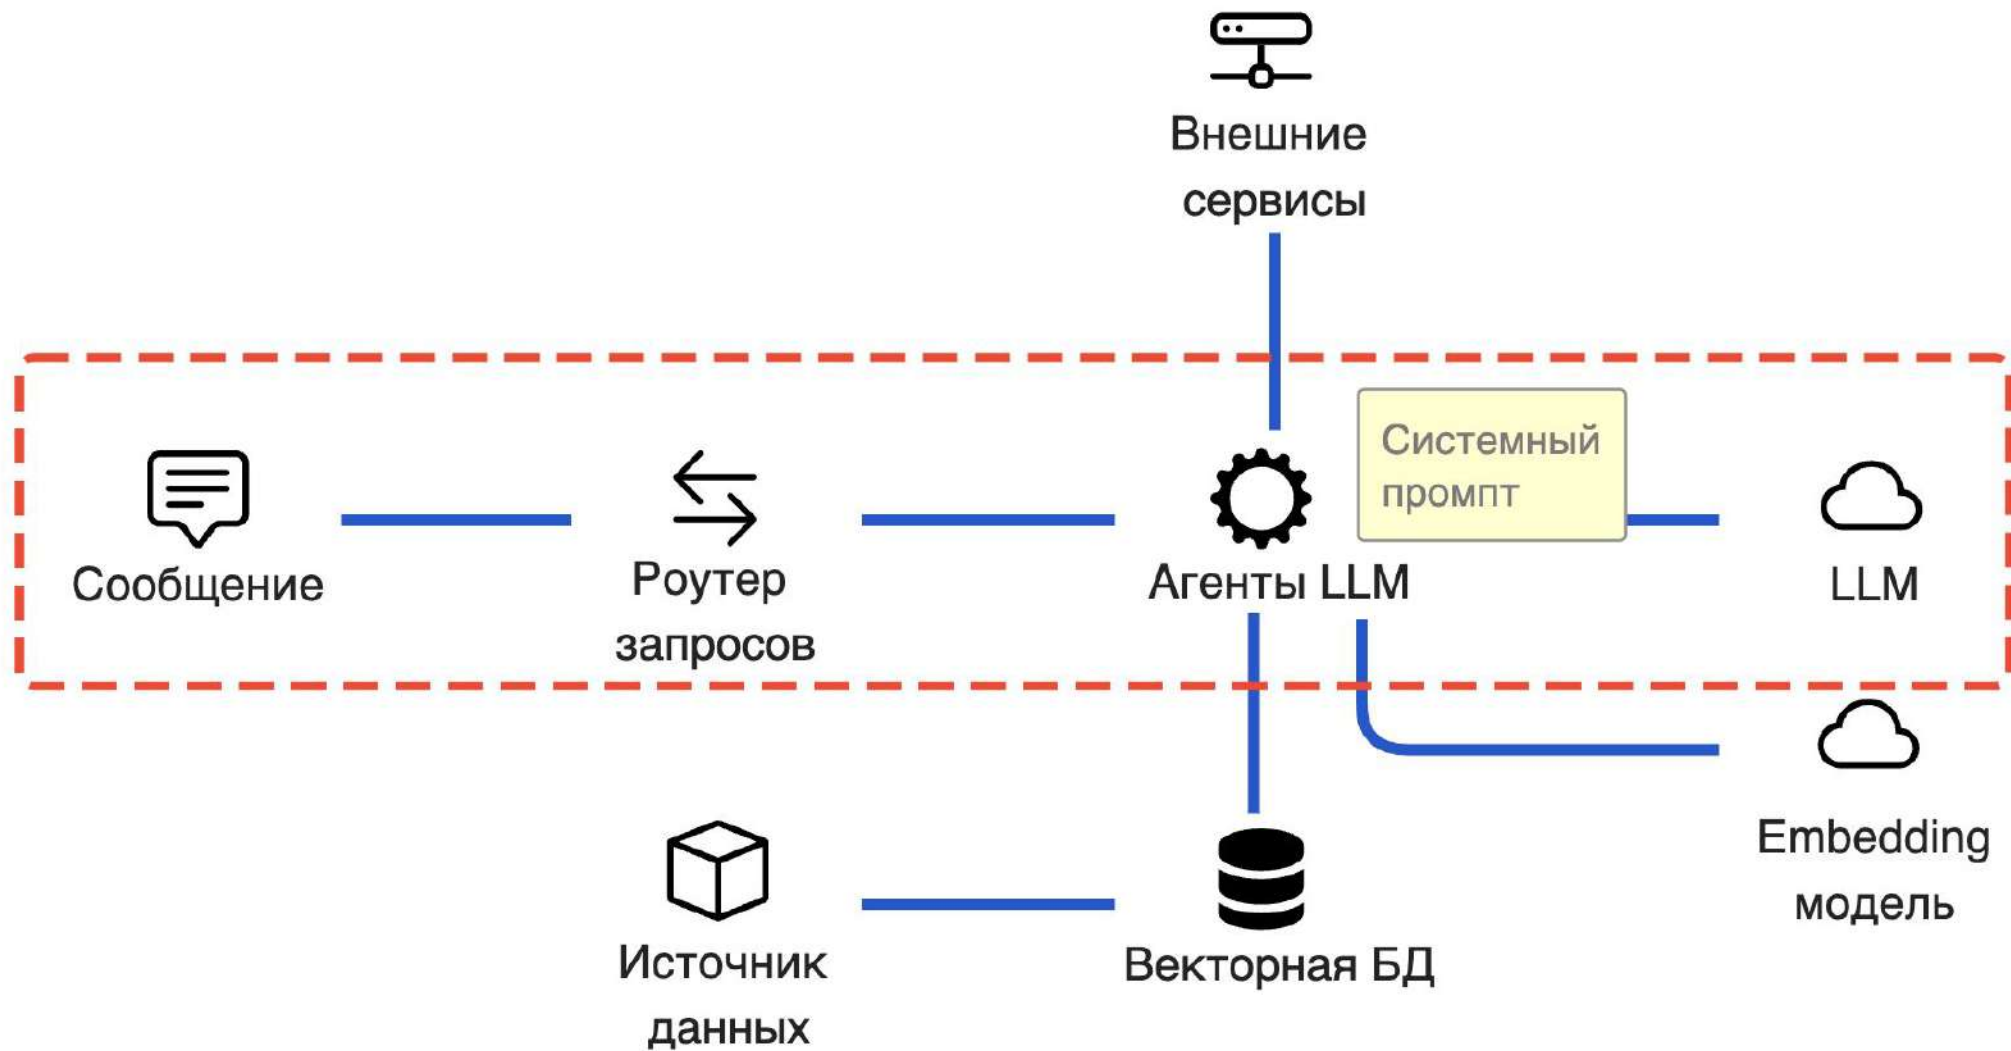 Внешние
сервисы
Системный
промпт
Сообщение
Роутер
запросов
Агенты LLM
LLM
Embedding
модель
Источник
данных
Векторная БД